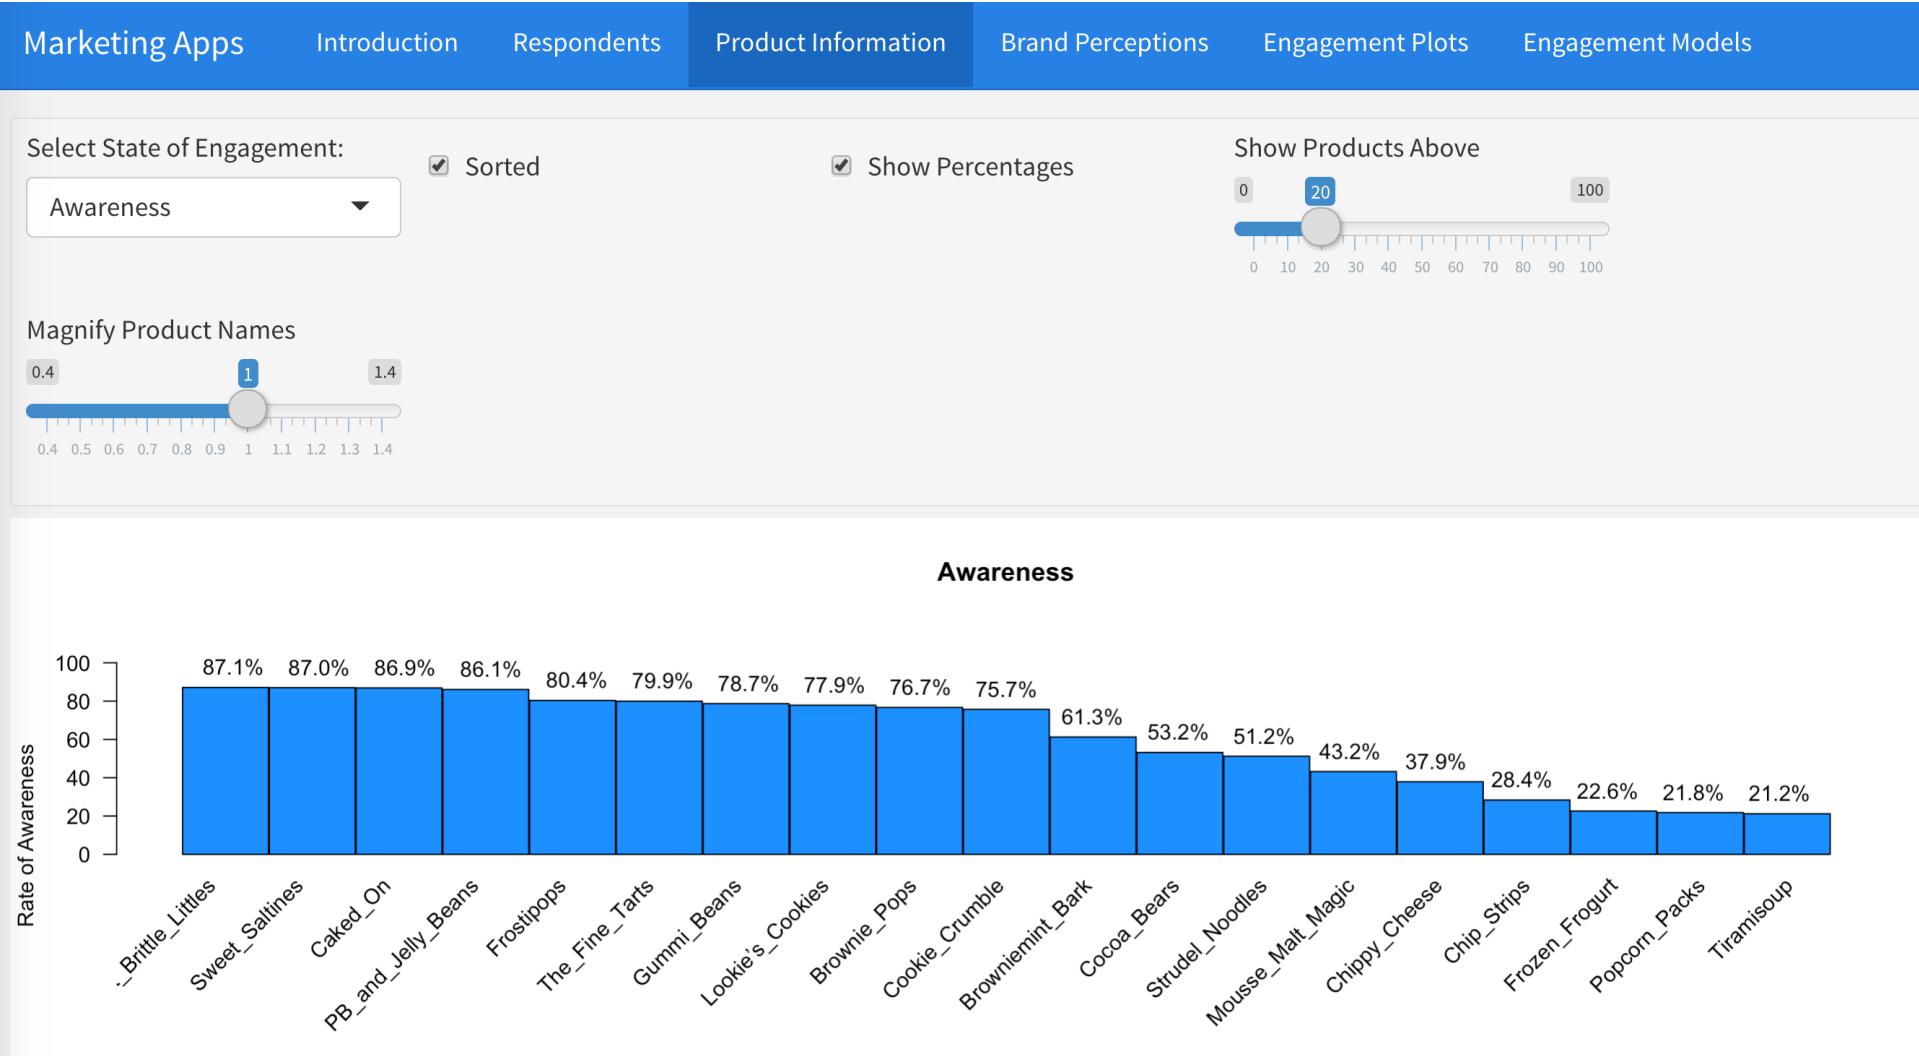 Marketing Apps Introduction Respondents Product Information Brand Perceptions Engagement Plots Engagement Models
Select State of Engagement:
Awareness
Sorted
Show Percentages
Show Products Above
0 20 100
0 10 20 30 40 50 60 70 80 90 100
Magnify Product Names
0.4 1 1.4
0.4 0.5 0.6 0.7 0.8 0.9 1 1.1 1.2 1.3 1.4
Awareness
Rate of Awareness
100
80
60
40
20
0
87.1% 87.0% 86.9% 86.1% 80.4% 79.9% 78.7% 77.9% 76.7% 75.7% 61.3% 53.2% 51.2% 43.2% 37.9% 28.4% 22.6% 21.8% 21.2%
_Brittle_Littles
Sweet_Saltines
Caked_On
PB_and_Jelly_Beans
Frostipops
The_Fine_Tarts
Gummi_Beans
Lookie's_Cookies
Brownie_Pops
Cookie_Crumble
Browniemint_Bark
Cocoa_Bears
Strudel_Noodles
Mousse_Malt_Magic
Chippy_Cheese
Chip_Strips
Frozen_Frogurt
Popcorn_Packs
Tiramisoup